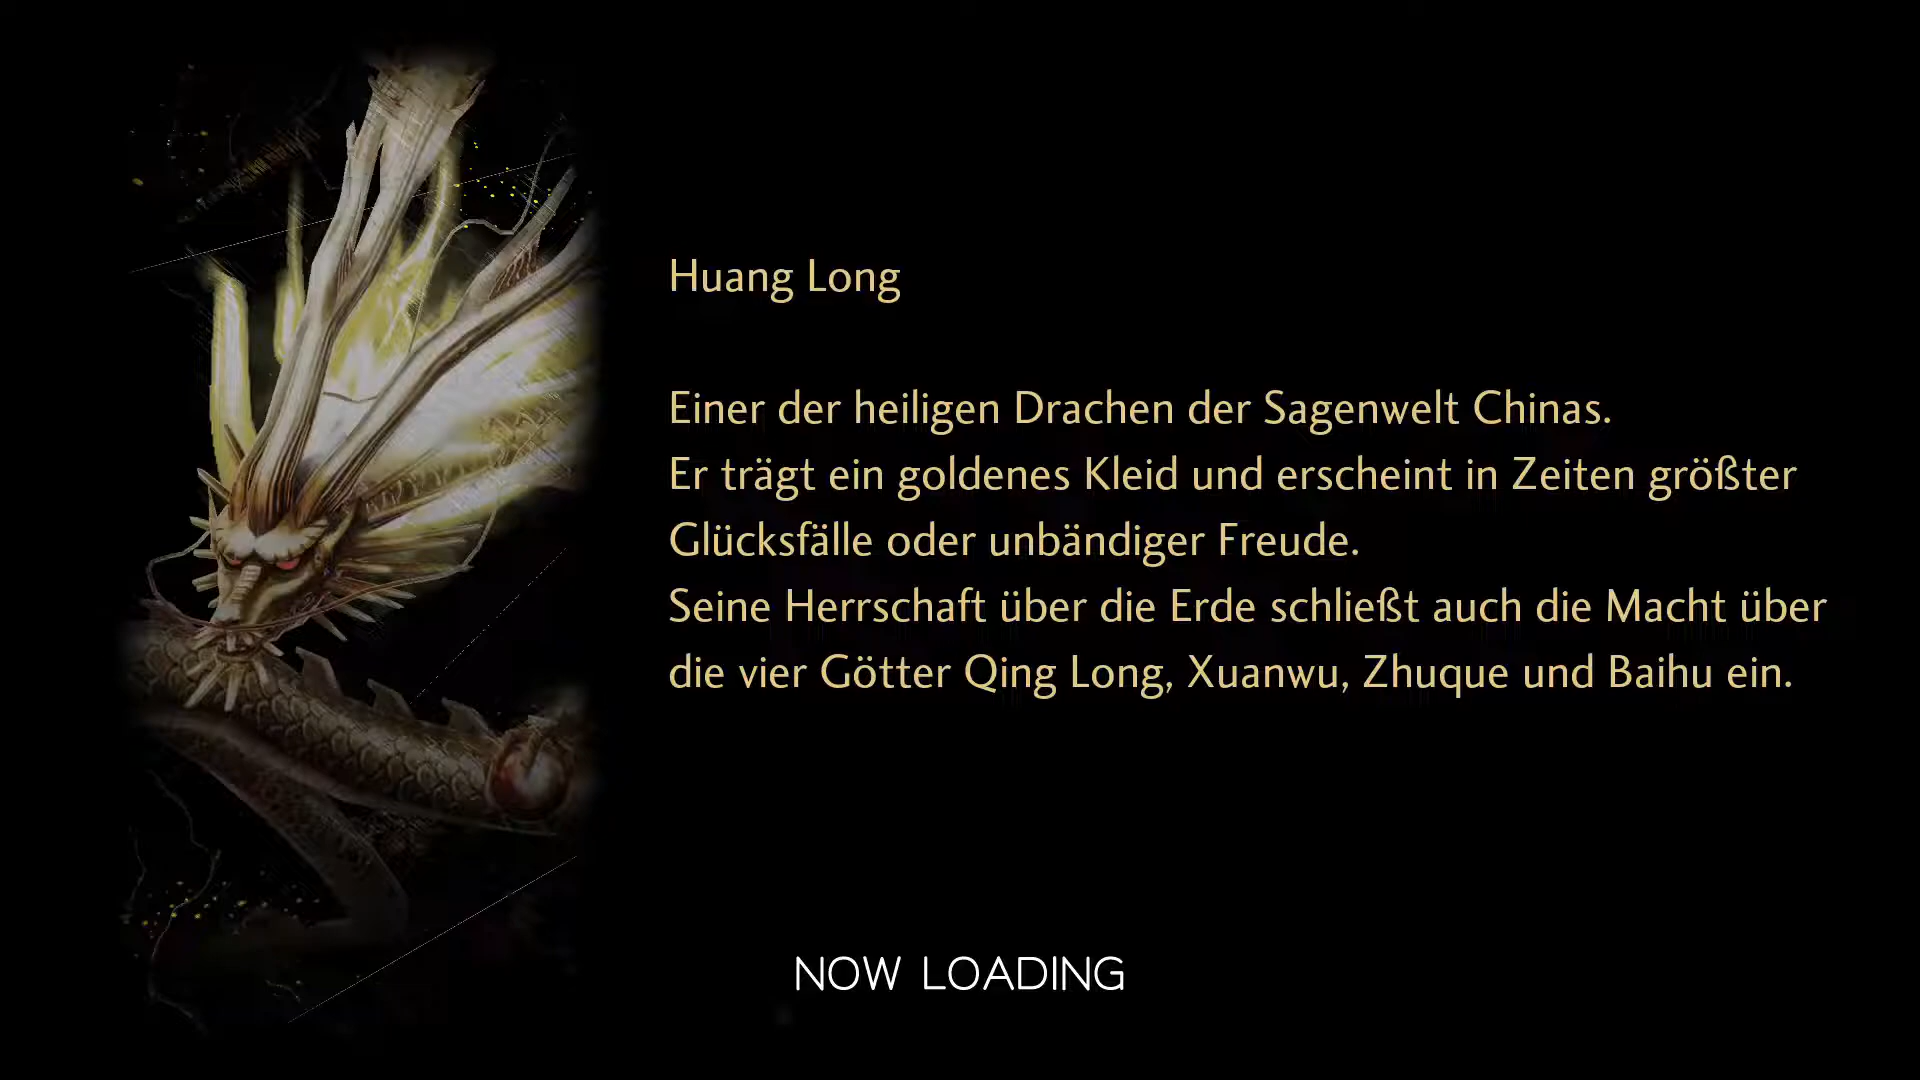 Huang Long
Einer der heiligen Drachen der Sagenwelt Chinas.
Er trägt ein goldenes Kleid und erscheint in Zeiten größter
Glücksfälle oder unbändiger Freude.
Seine Herrschaft über die Erde schließt auch die Macht über
die vier Götter Qing Long, Xuanwu, Zhuque und Baihu ein.
NOW LOADING